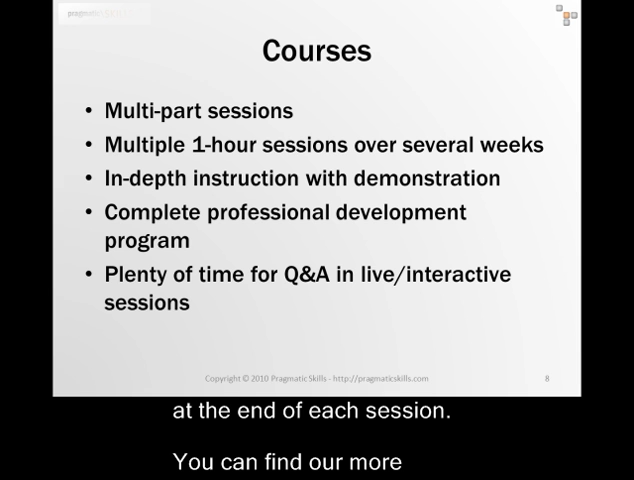 Courses
• Multi-part sessions
• Multiple 1-hour sessions over several weeks
• In-depth instruction with demonstration
• Complete professional development
program
• Plenty of time for Q&A in live/interactive
sessions
Copyright © 2010 Pragmatic Skills - http://pragmaticskills.com
8
at the end of each session.
You can find our more